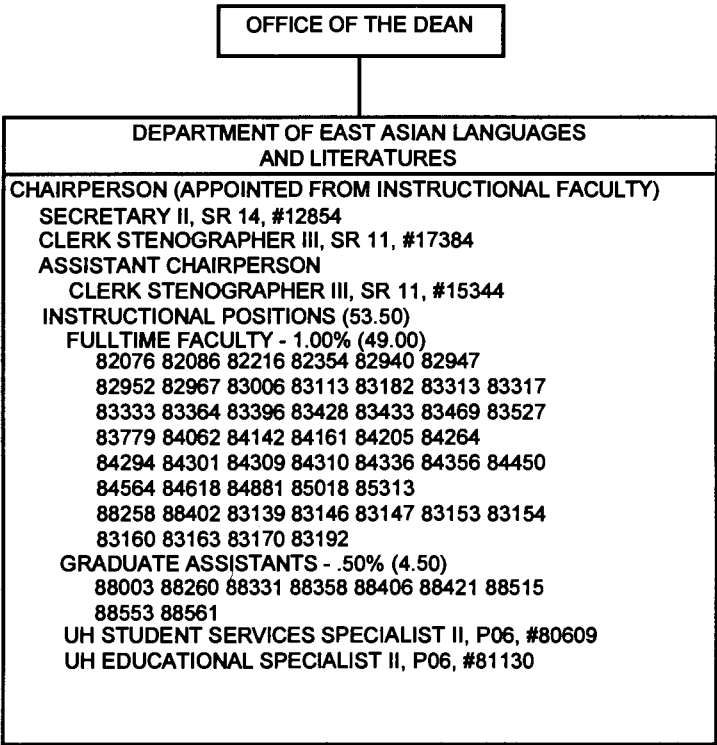 OFFICE OF THE DEAN
DEPARTMENT OF EAST ASIAN LANGUAGES
AND LITERATURES
CHAIRPERSON (APPOINTED FROM INSTRUCTIONAL FACULTY)
SECRETARY II, SR 14, #12854
CLERK STENOGRAPHER III, SR 11, #17384
ASSISTANT CHAIRPERSON
CLERK STENOGRAPHER III, SR 11, #15344
INSTRUCTIONAL POSITIONS (53.50)
FULLTIME FACULTY - 1.00% (49.00)
82076 82086 82216 82354 82940 82947
82952 82967 83006 83113 83182 83313 83317
83333 83364 83396 83428 83433 83469 83527
83779 84062 84142 84161 84205 84264
84294 84301 84309 84310 84336 84356 84450
84564 84618 84881 85018 85313
88258 88402 83139 83146 83147 83153 83154
83160 83163 83170 83192
GRADUATE ASSISTANTS - .50% (4.50)
88003 88260 88331 88358 88406 88421 88515
88553 88561
UH STUDENT SERVICES SPECIALIST II, P06, #80609
UH EDUCATIONAL SPECIALIST II, P06, #81130